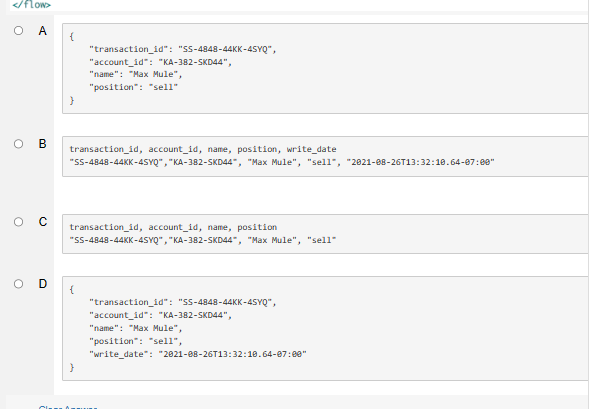 </flow>
A
{
"transaction_id": "SS-4848-44KK-4SYQ",
"account_id": "KA-382-SKD44",
"name": "Max Mule",
"position": "sell"
}
B
transaction_id, account_id, name, position, write_date
"SS-4848-44KK-4SYQ","KA-382-SKD44", "Max Mule", "sell", "2021-08-26T13:32:10.64-07:00"
C
transaction_id, account_id, name, position
"SS-4848-44KK-4SYQ","KA-382-SKD44", "Max Mule", "sell"
D
{
"transaction_id": "SS-4848-44KK-4SYQ",
"account_id": "KA-382-SKD44",
"name": "Max Mule",
"position": "sell",
"write_date": "2021-08-26T13:32:10.64-07:00"
}